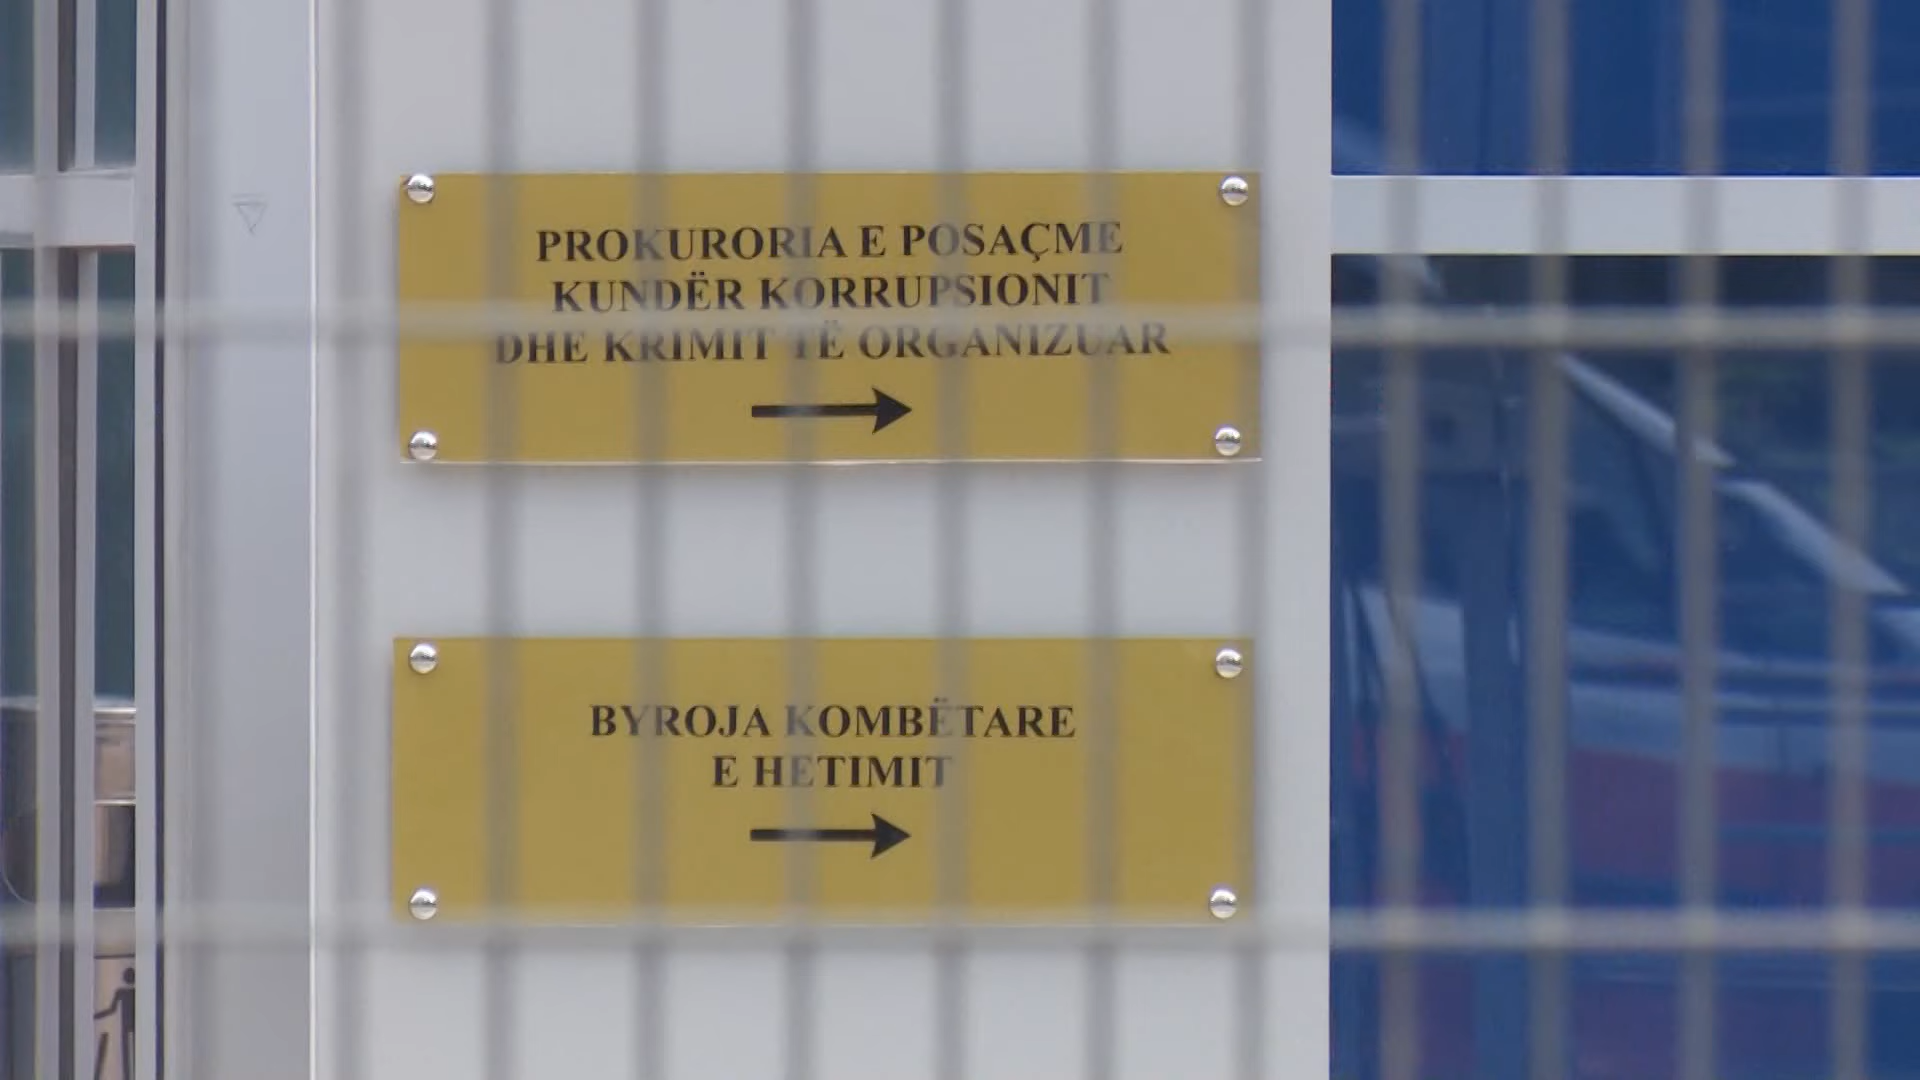 PROKURORIA E POSAÇME
KUNDËR KORRUPSIONIT
DHE KRIMIT TË ORGANIZUAR
BYROJA KOMBËTARE
E HETIMIT